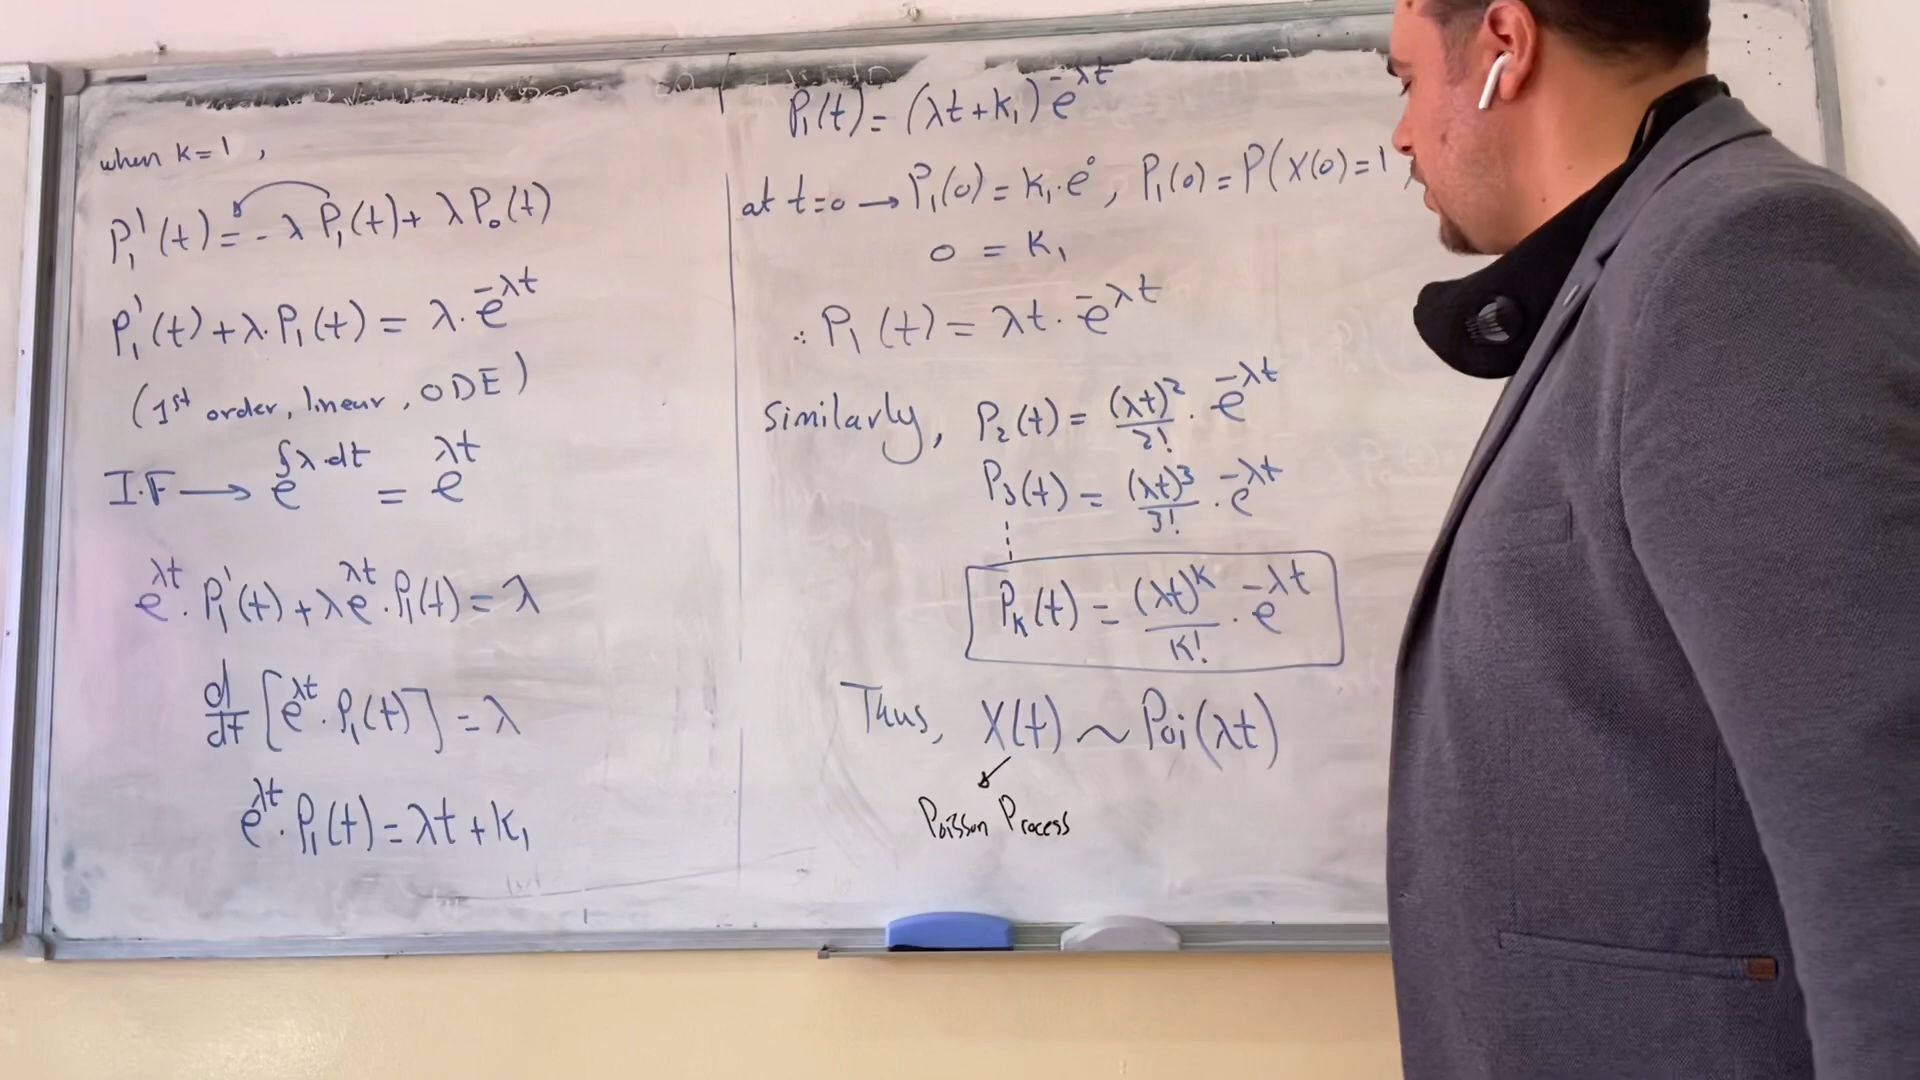 when k=1 ,
P₁'(t) = -λ P₁(t) + λ P₀(t)
P₁'(t) + λ. P₁(t) = λ. e^-λt
(1st order, linear, ODE)
I.F → e^∫λ.dt = e^λt
e^λt. P₁'(t) + λ e^λt. P₁(t) = λ
d/dt [e^λt. P₁(t)] = λ
e^λt. P₁(t) = λt + k₁
P₁(t) = (λt + k₁) e^-λt
at t=0 → P₁(0) = k₁. e^0, P₁(0) = P(X(0)=1
0 = k₁
∴ P₁(t) = λt. e^-λt
Similarly, P₂(t) = (λt)²/2! . e^-λt
P₃(t) = (λt)³/3! . e^-λt
Pₖ(t) = (λt)^k/k! . e^-λt
Thus, X(t) ~ Poi(λt)
Poisson Process